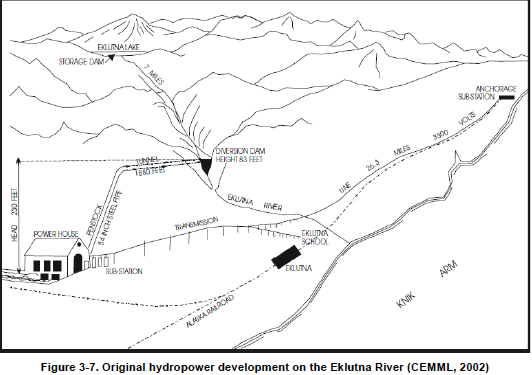 EKLUTNA LAKE
STORAGE DAM
7 MILES
ANCHORAGE
SUB-STATION
DIVERSION DAM
HEIGHT 83 FEET
TUNNEL
1880 FEET
LINE 26.3 MILES 3300 VOLTS
HEAD 230 FEET
PENSTOCK
54 INCH STEEL PIPE
EKLUTNA RIVER
POWER HOUSE
TRANSMISSION
EKLUTNA
SCHOOL
SUB-STATION
EKLUTNA
ALASKA RAILROAD
KNIK ARM
Figure 3-7. Original hydropower development on the Eklutna River (CEMML, 2002)